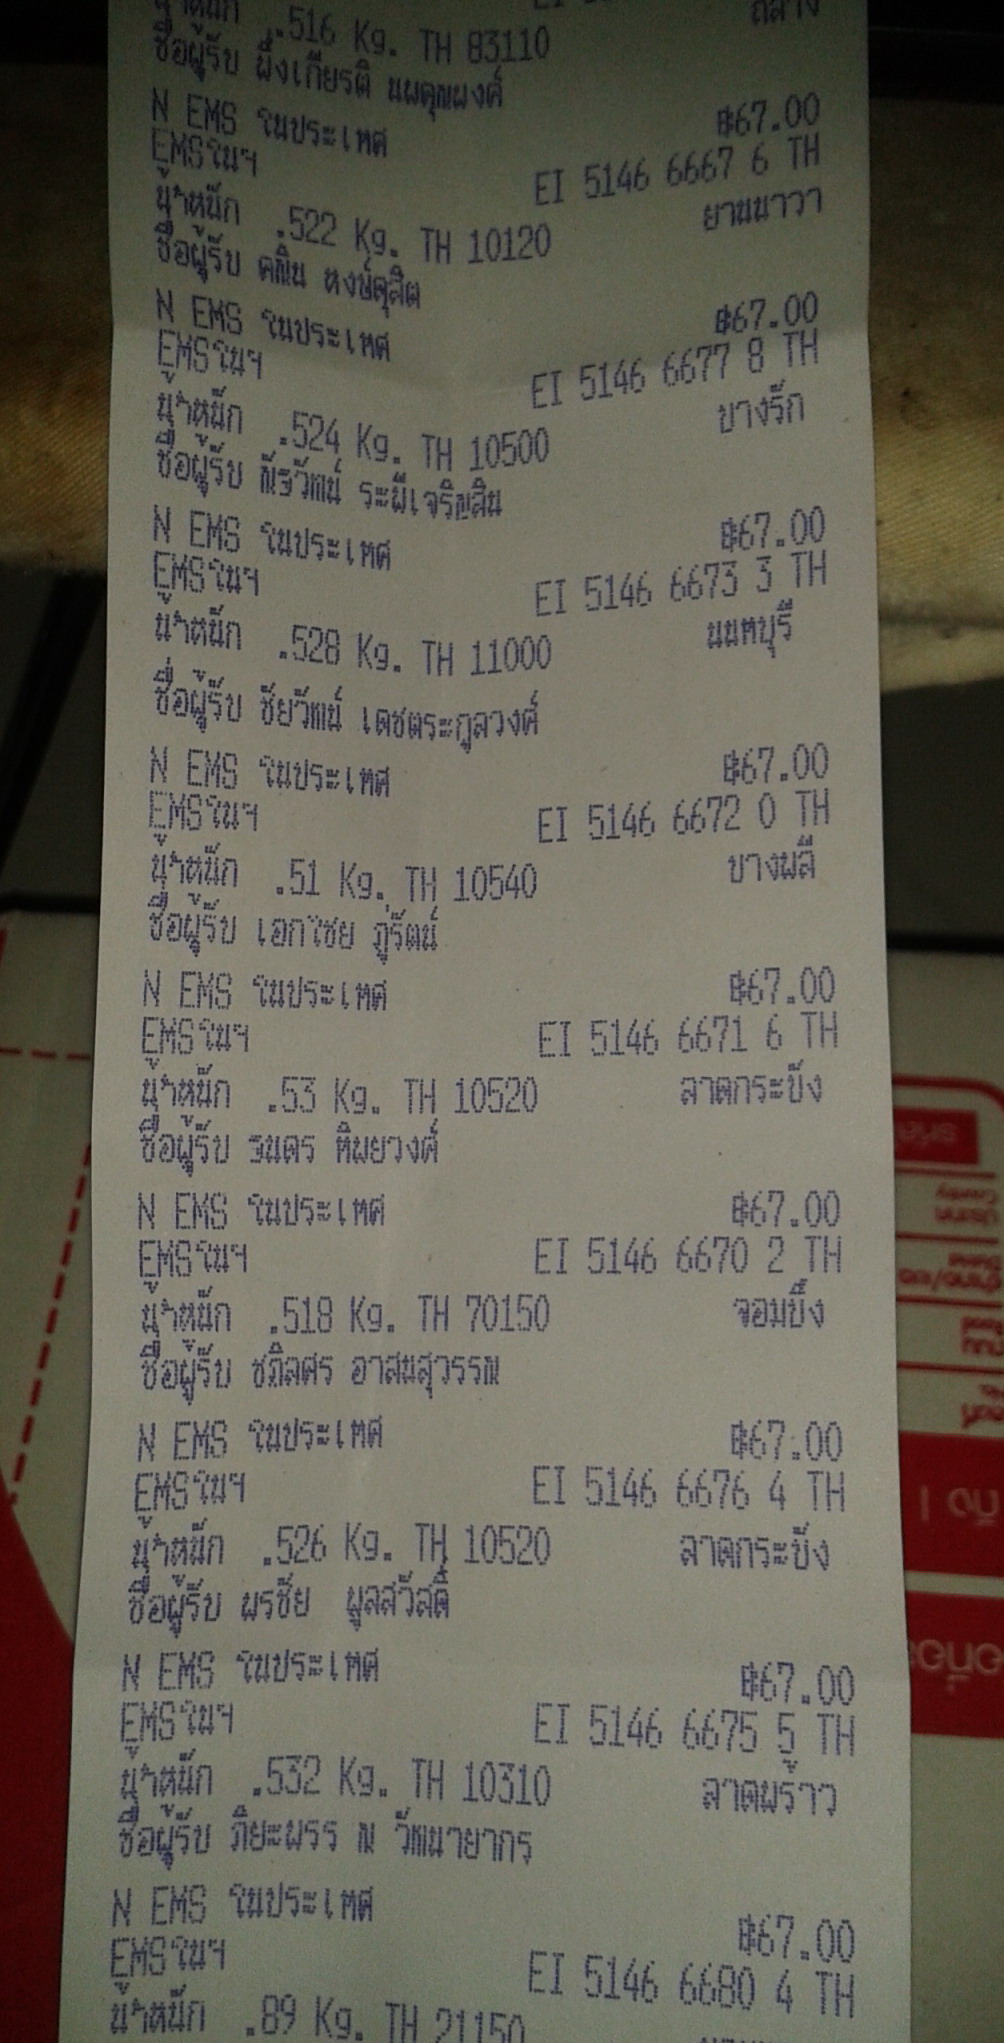 น้ำหนัก .516 Kg. TH 83110 ถลาง
ชื่อผู้รับ พึ่งเกียรติ
N EMS ในประเทศ ฿67.00
EMSในฯ EI 5146 6667 6 TH
น้ำหนัก .522 Kg. TH 10120 ยานนาวา
ชื่อผู้รับ คณิน หงษ์ดุสิต
N EMS ในประเทศ ฿67.00
EMSในฯ EI 5146 6677 8 TH
น้ำหนัก .524 Kg. TH 10500 บางรัก
ชื่อผู้รับ ณัฐวัฒน์ ระพีเจริญสิน
N EMS ในประเทศ ฿67.00
EMSในฯ EI 5146 6673 3 TH
น้ำหนัก .528 Kg. TH 11000 นนทบุรี
ชื่อผู้รับ ชัยวัฒน์ เดชตระกูลวงศ์
N EMS ในประเทศ ฿67.00
EMSในฯ EI 5146 6672 0 TH
น้ำหนัก .51 Kg. TH 10540 บางพลี
ชื่อผู้รับ เอกไชย ภู่รัตน์
N EMS ในประเทศ ฿67.00
EMSในฯ EI 5146 6671 6 TH
น้ำหนัก .53 Kg. TH 10520 ลาดกระบัง
ชื่อผู้รับ ธนดร ทิพยวงศ์
N EMS ในประเทศ ฿67.00
EMSในฯ EI 5146 6670 2 TH
น้ำหนัก .518 Kg. TH 70150 จอมบึง
ชื่อผู้รับ ชภิลศร อาสนสุวรรณ
N EMS ในประเทศ ฿67.00
EMSในฯ EI 5146 6676 4 TH
น้ำหนัก .526 Kg. TH 10520 ลาดกระบัง
ชื่อผู้รับ พรชัย พูลสวัสดิ์
N EMS ในประเทศ ฿67.00
EMSในฯ EI 5146 6675 5 TH
น้ำหนัก .532 Kg. TH 10310 ลาดพร้าว
ชื่อผู้รับ ภิยะพรร ณ วัฒนายากร
N EMS ในประเทศ ฿67.00
EMSในฯ EI 5146 6680 4 TH
น้ำหนัก .89 Kg. TH 21150